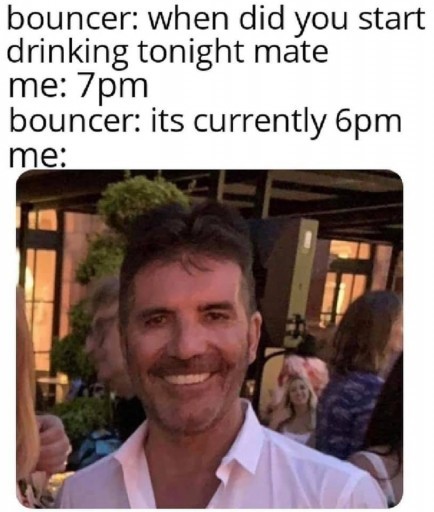 bouncer: when did you start
drinking tonight mate
me: 7pm
bouncer: its currently 6pm
me: